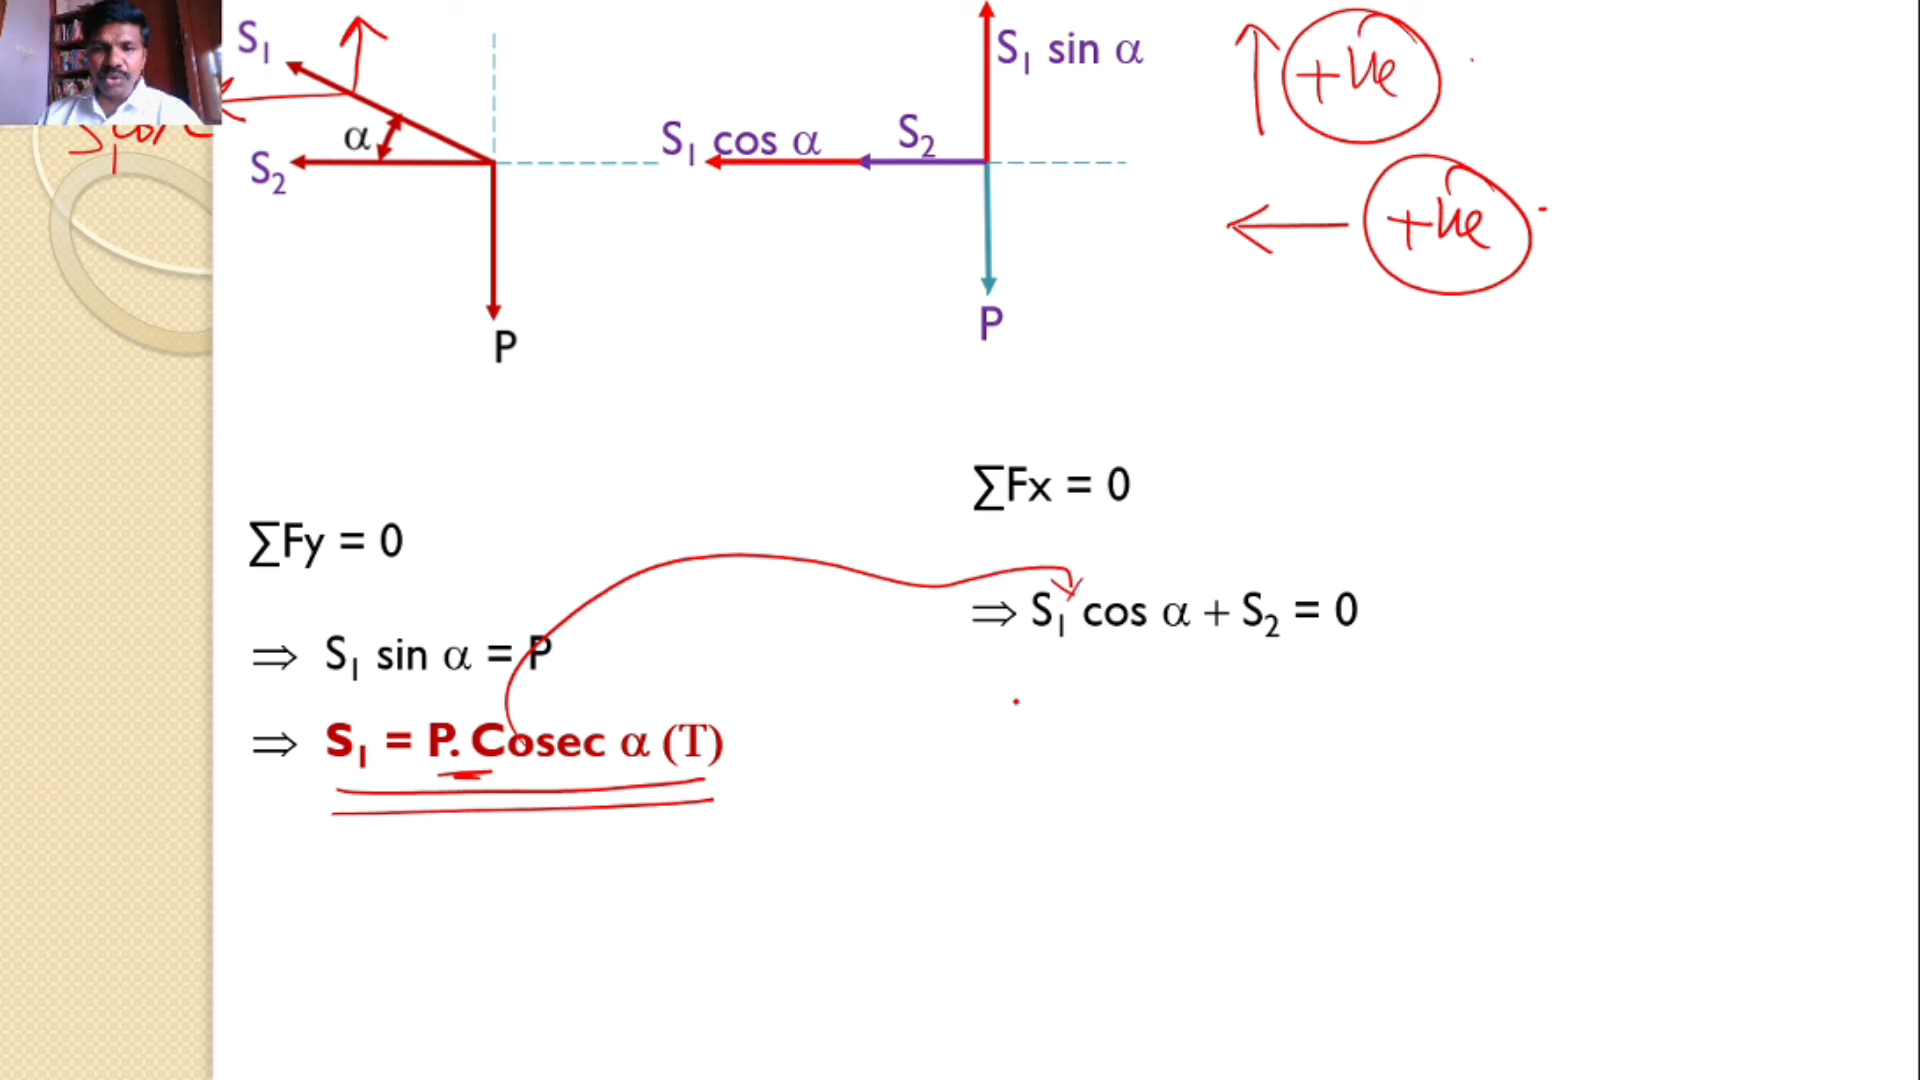 S₁
S₁ sin α
+ve
α
S₁ cos α
S₂
S₂
+ve
P
P
∑Fx = 0
∑Fy = 0
⇒ S₁ cos α + S₂ = 0
⇒ S₁ sin α = P
⇒ S₁ = P. Cosec α (T)